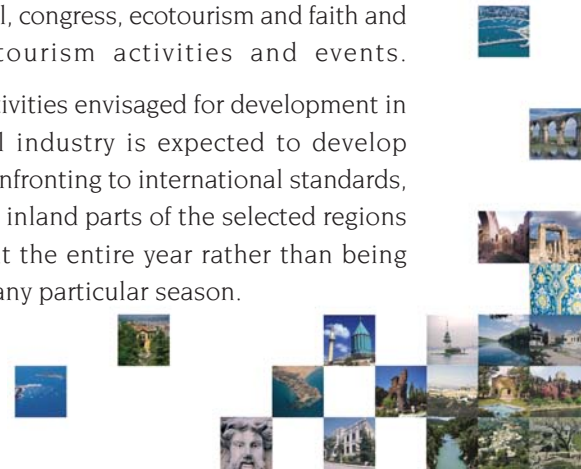 l, congress, ecotourism and faith and
tourism activities and events.
tivities envisaged for development in
l industry is expected to develop
nfronting to international standards,
inland parts of the selected regions
t the entire year rather than being
any particular season.